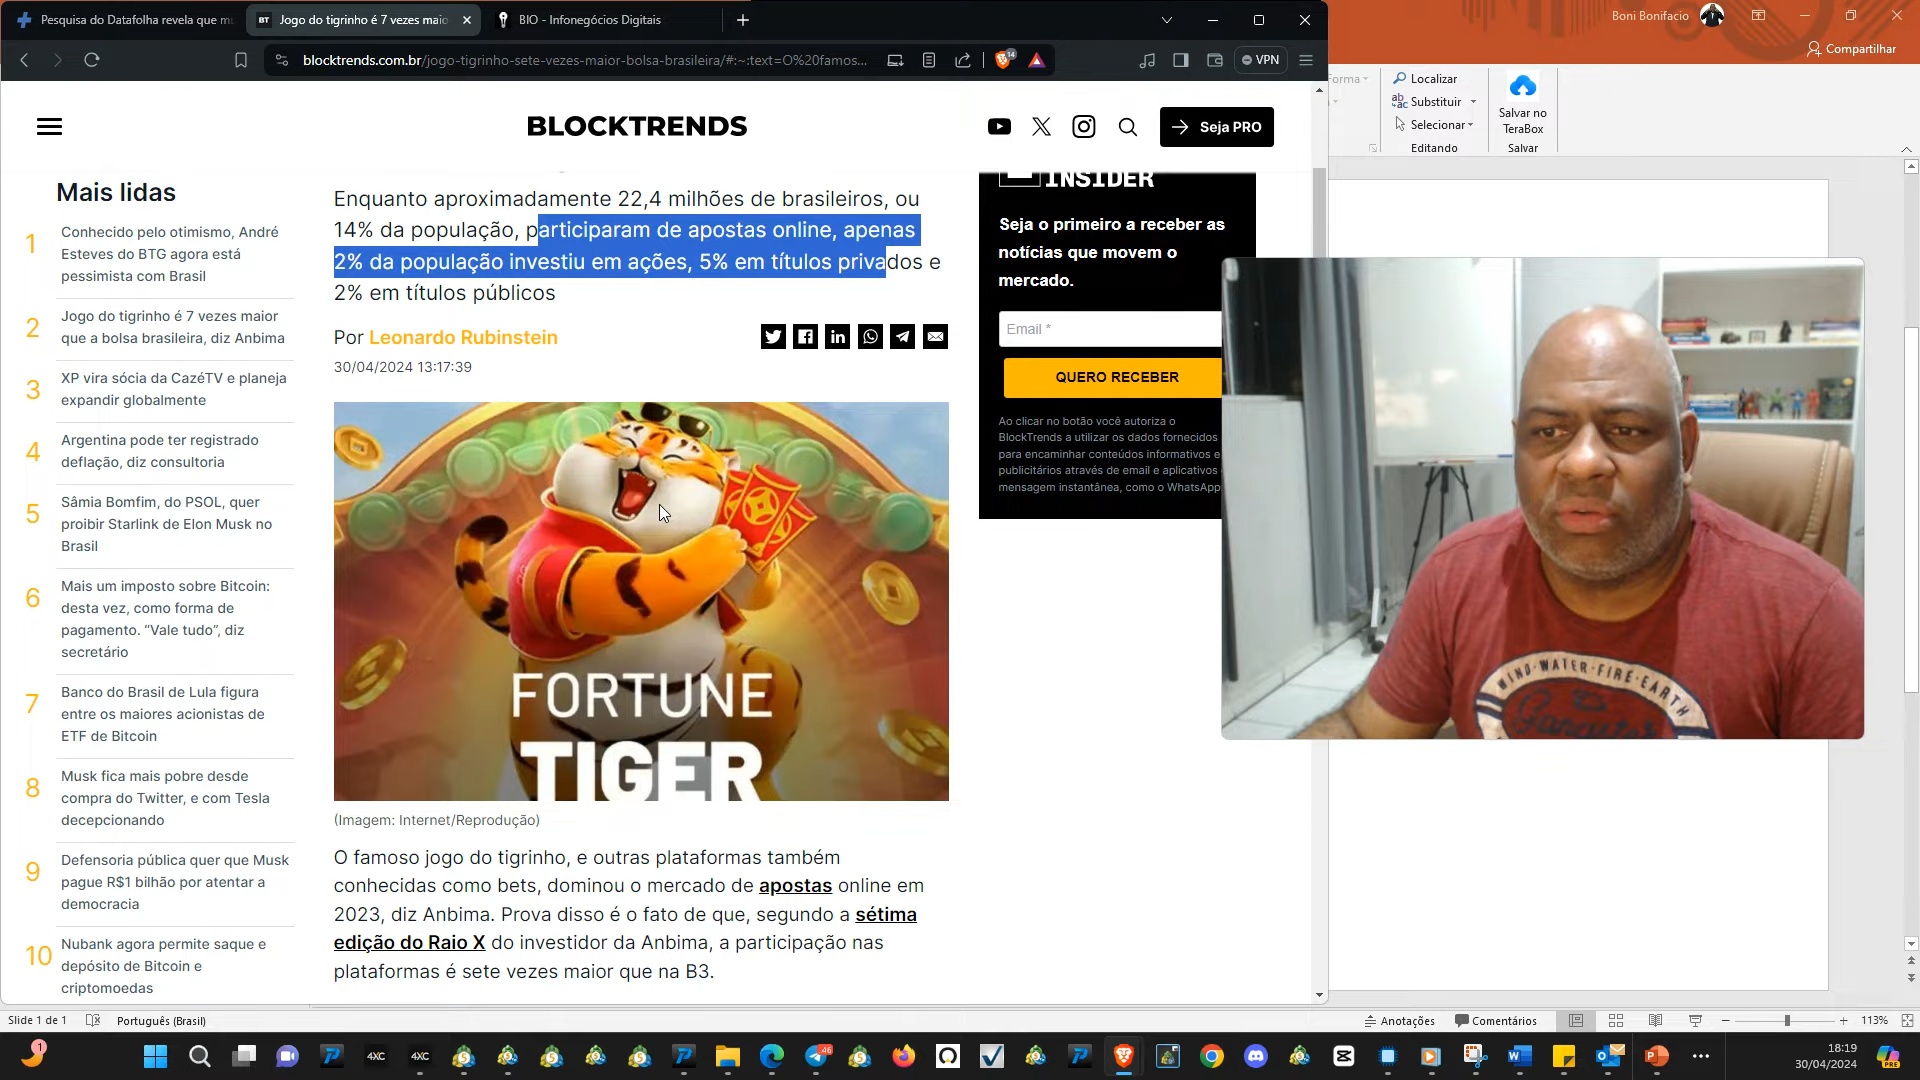 Pesquisa do Datafolha revela que mu
BT Jogo do tigrinho é 7 vezes maio
BIO - Infonegócios Digitais
Boni Bonifacio
Compartilhar
blocktrends.com.br/jogo-tigrinho-sete-vezes-maior-bolsa-brasileira/#:~:text=O%20famos...
14
VPN
Forma
Localizar
Substituir
Selecionar
Editando
Salvar no
TeraBox
Salvar
BLOCKTRENDS
Seja PRO
Mais lidas
1 Conhecido pelo otimismo, André
Esteves do BTG agora está
pessimista com Brasil
2 Jogo do tigrinho é 7 vezes maior
que a bolsa brasileira, diz Anbima
3 XP vira sócia da CazéTV e planeja
expandir globalmente
4 Argentina pode ter registrado
deflação, diz consultoria
5 Sâmia Bomfim, do PSOL, quer
proibir Starlink de Elon Musk no
Brasil
6 Mais um imposto sobre Bitcoin:
desta vez, como forma de
pagamento. “Vale tudo”, diz
secretário
7 Banco do Brasil de Lula figura
entre os maiores acionistas de
ETF de Bitcoin
8 Musk fica mais pobre desde
compra do Twitter, e com Tesla
decepcionando
9 Defensoria pública quer que Musk
pague R$1 bilhão por atentar a
democracia
10 Nubank agora permite saque e
depósito de Bitcoin e
criptomoedas
Enquanto aproximadamente 22,4 milhões de brasileiros, ou
14% da população, participaram de apostas online, apenas
2% da população investiu em ações, 5% em títulos privados e
2% em títulos públicos
Por Leonardo Rubinstein
30/04/2024 13:17:39
FORTUNE
TIGER
(Imagem: Internet/Reprodução)
O famoso jogo do tigrinho, e outras plataformas também
conhecidas como bets, dominou o mercado de apostas online em
2023, diz Anbima. Prova disso é o fato de que, segundo a sétima
edição do Raio X do investidor da Anbima, a participação nas
plataformas é sete vezes maior que na B3.
INSIDER
Seja o primeiro a receber as
notícias que movem o
mercado.
Email *
QUERO RECEBER
Ao clicar no botão você autoriza o
BlockTrends a utilizar os dados fornecidos
para encaminhar conteúdos informativos e
publicitários através de email e aplicativos
mensagem instantânea, como o WhatsApp
WIND-WATER-FIRE-EARTH
Slide 1 de 1
Português (Brasil)
Anotações
Comentários
113%
1
4XC
4XC
46
18:19
30/04/2024